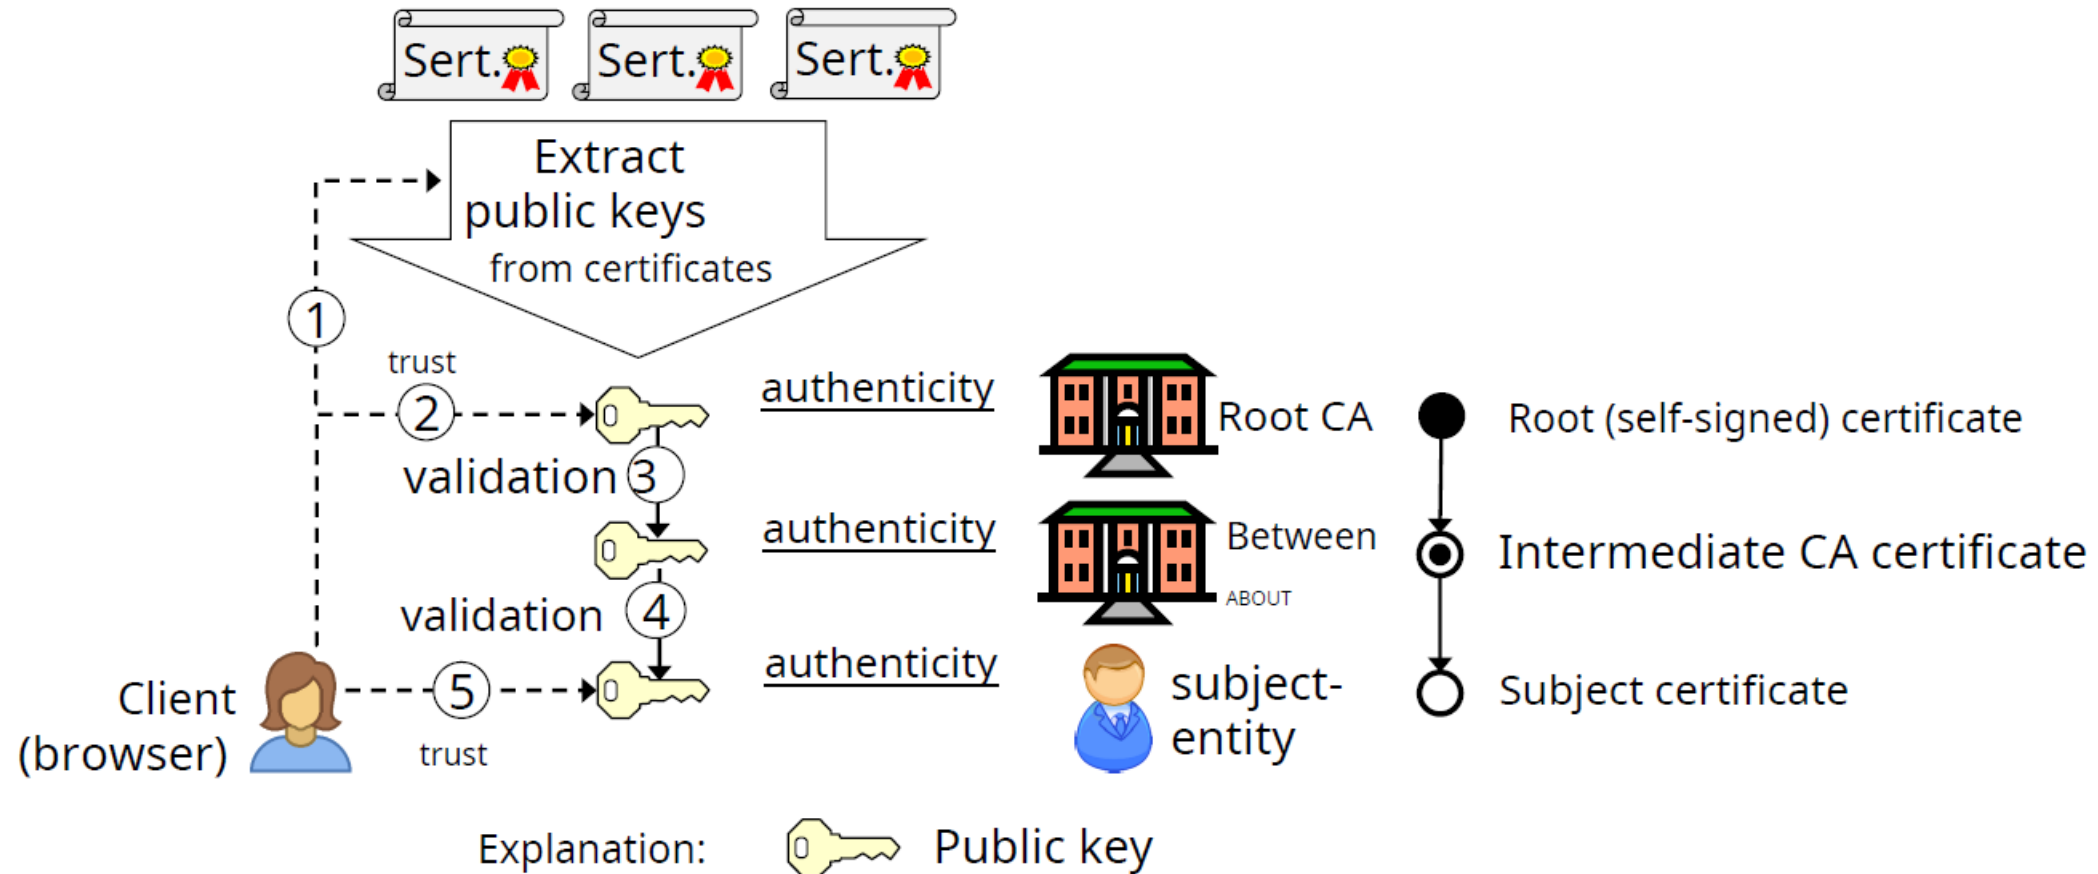 Sert. Sert. Sert.
Extract
public keys
from certificates
1
trust
2
authenticity
Root CA
Root (self-signed) certificate
validation 3
authenticity
Between
ABOUT
Intermediate CA certificate
validation 4
authenticity
subject-
entity
Subject certificate
Client
(browser)
5
trust
Explanation:
Public key